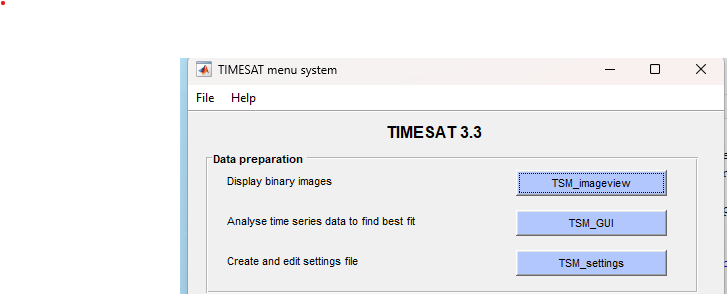 TIMESAT menu system
File Help
TIMESAT 3.3
Data preparation
Display binary images TSM_imageview
Analyse time series data to find best fit TSM_GUI
Create and edit settings file TSM_settings